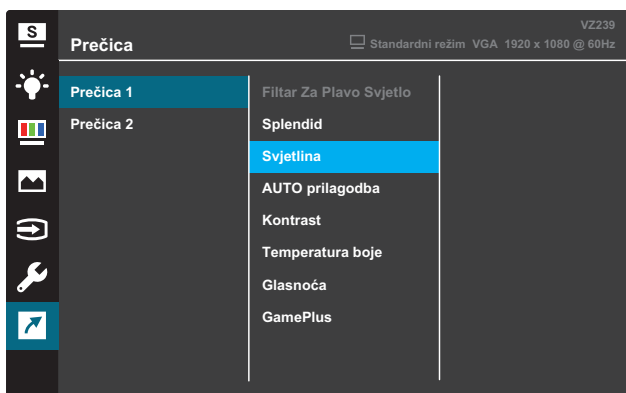 S
VZ239
Prečica
Standardni režim VGA 1920 x 1080 @ 60Hz
Prečica 1
Prečica 2
Filtar Za Plavo Svjetlo
Splendid
Svjetlina
AUTO prilagodba
Kontrast
Temperatura boje
Glasnoća
GamePlus